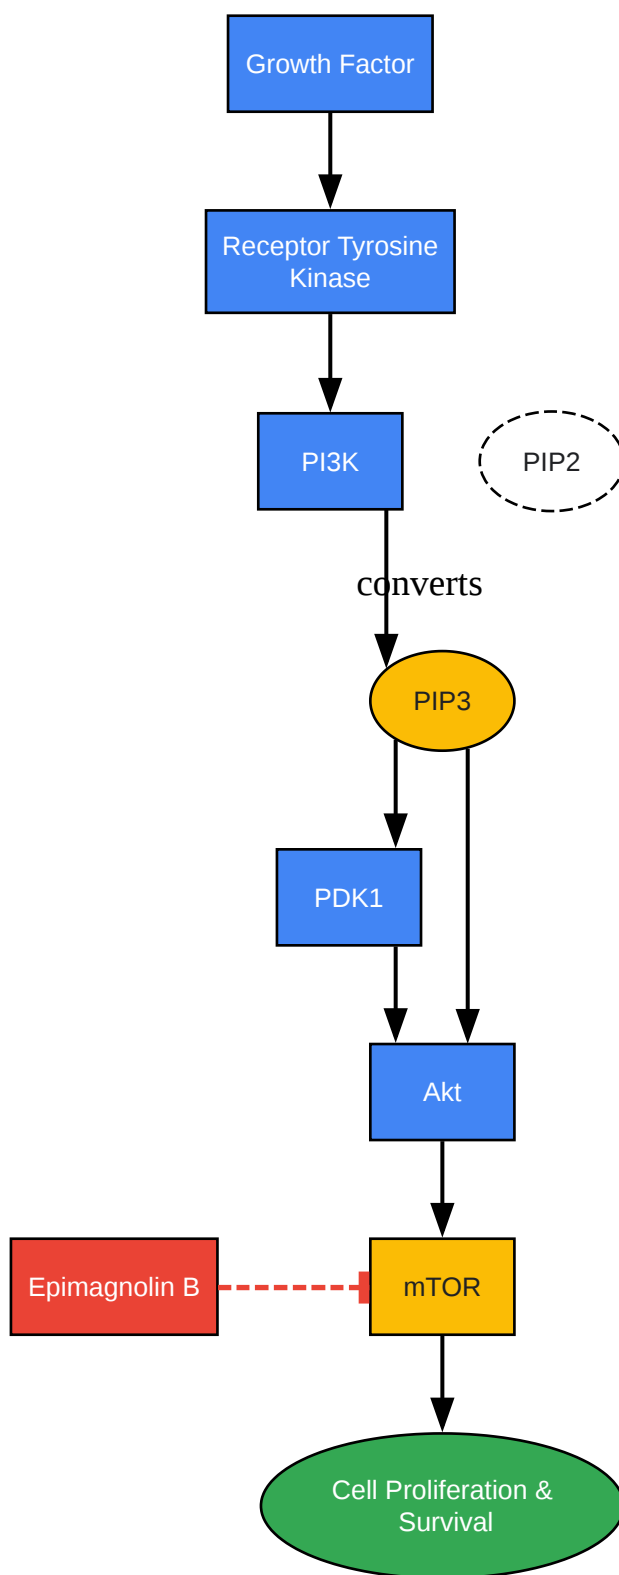 Growth Factor
Receptor Tyrosine
Kinase
PI3K
PIP2
converts
PIP3
PDK1
Akt
Epimagnolin B
mTOR
Cell Proliferation &
Survival